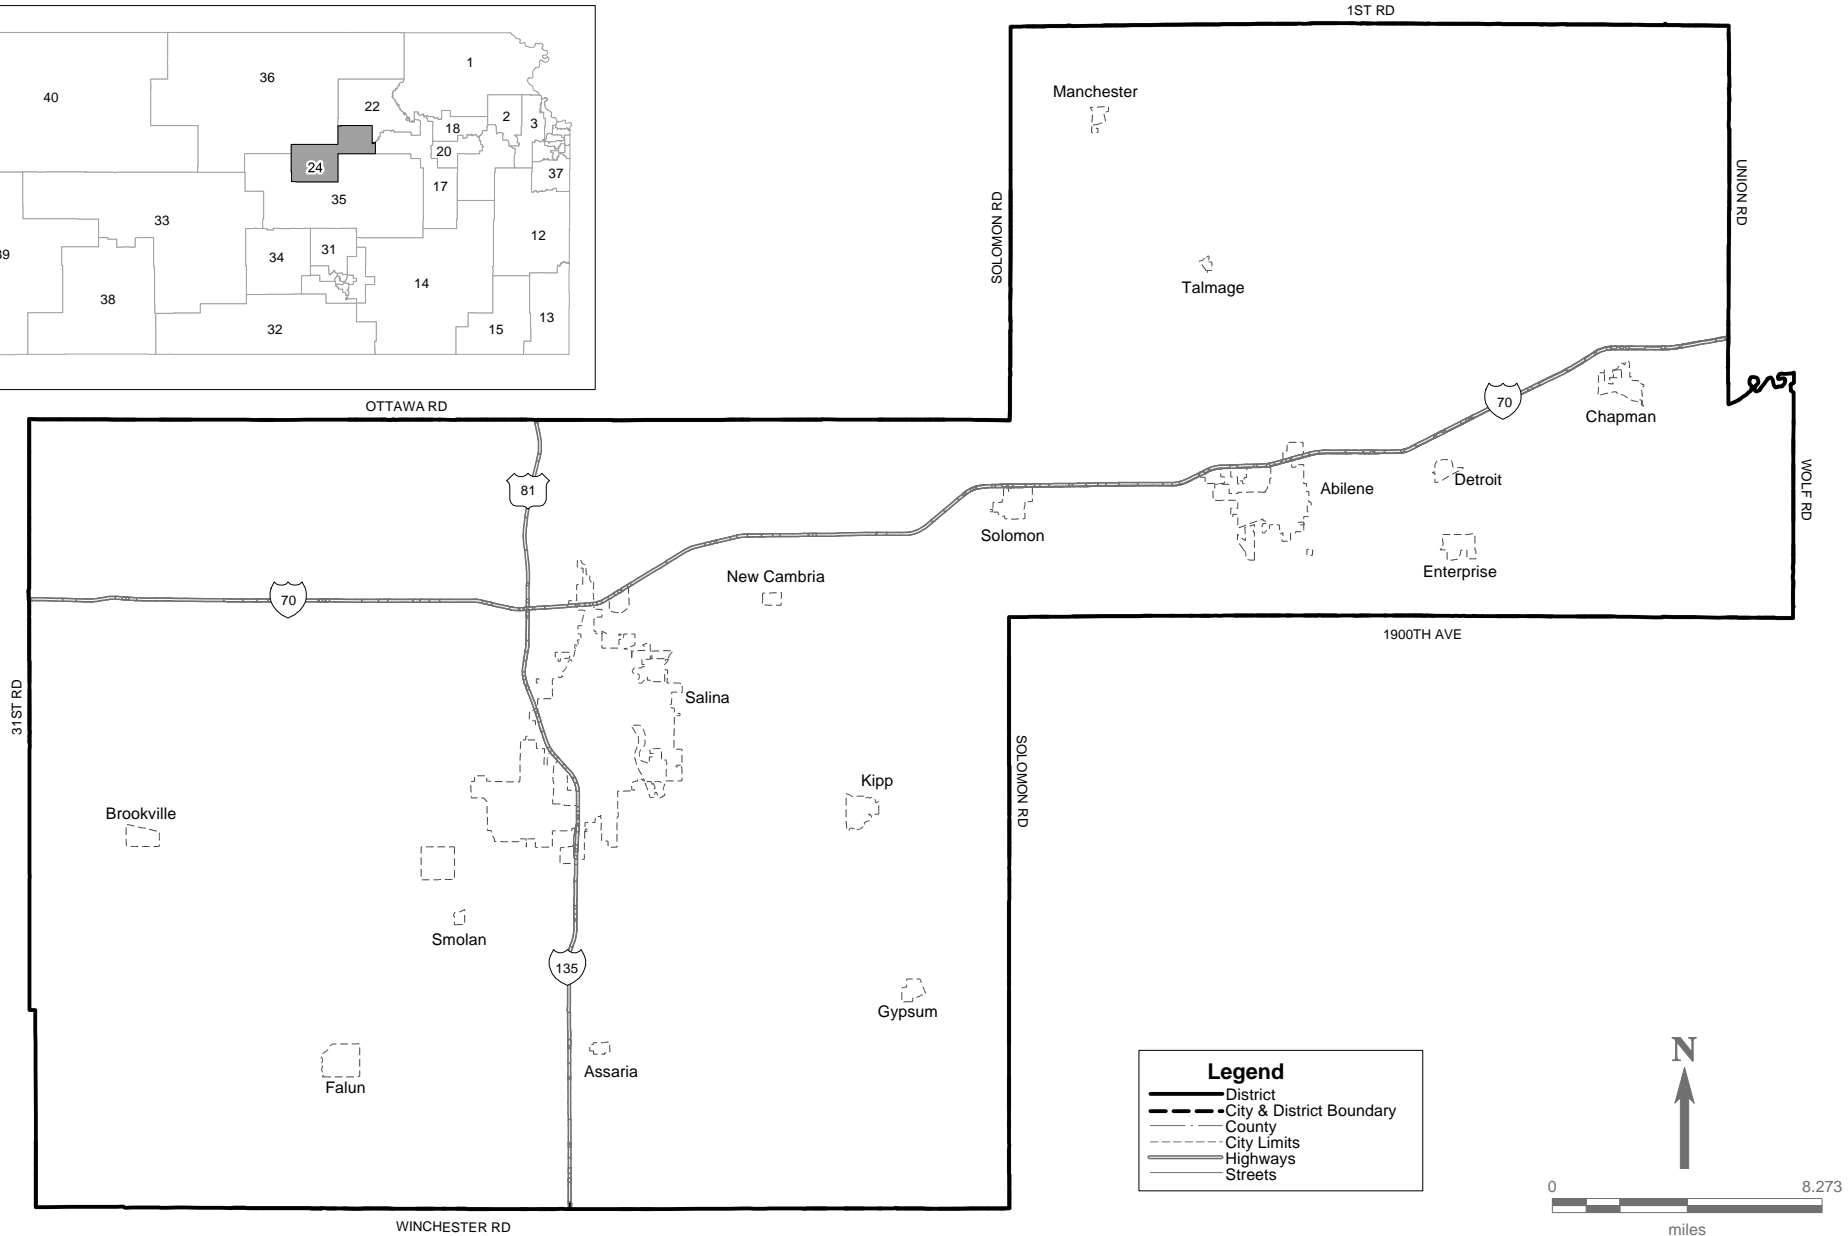 1ST RD
40
36
1
22
2
3
18
20
24
37
17
35
33
12
34
31
39
14
38
13
32
15
Manchester
SOLOMON RD
UNION RD
Talmage
OTTAWA RD
70
Chapman
81
Abilene
Detroit
WOLF RD
Solomon
New Cambria
Enterprise
70
1900TH AVE
31ST RD
Salina
SOLOMON RD
Kipp
Brookville
Smolan
135
Gypsum
Assaria
Falun
WINCHESTER RD
Legend
District
City & District Boundary
County
City Limits
Highways
Streets
N
0 8.273
miles